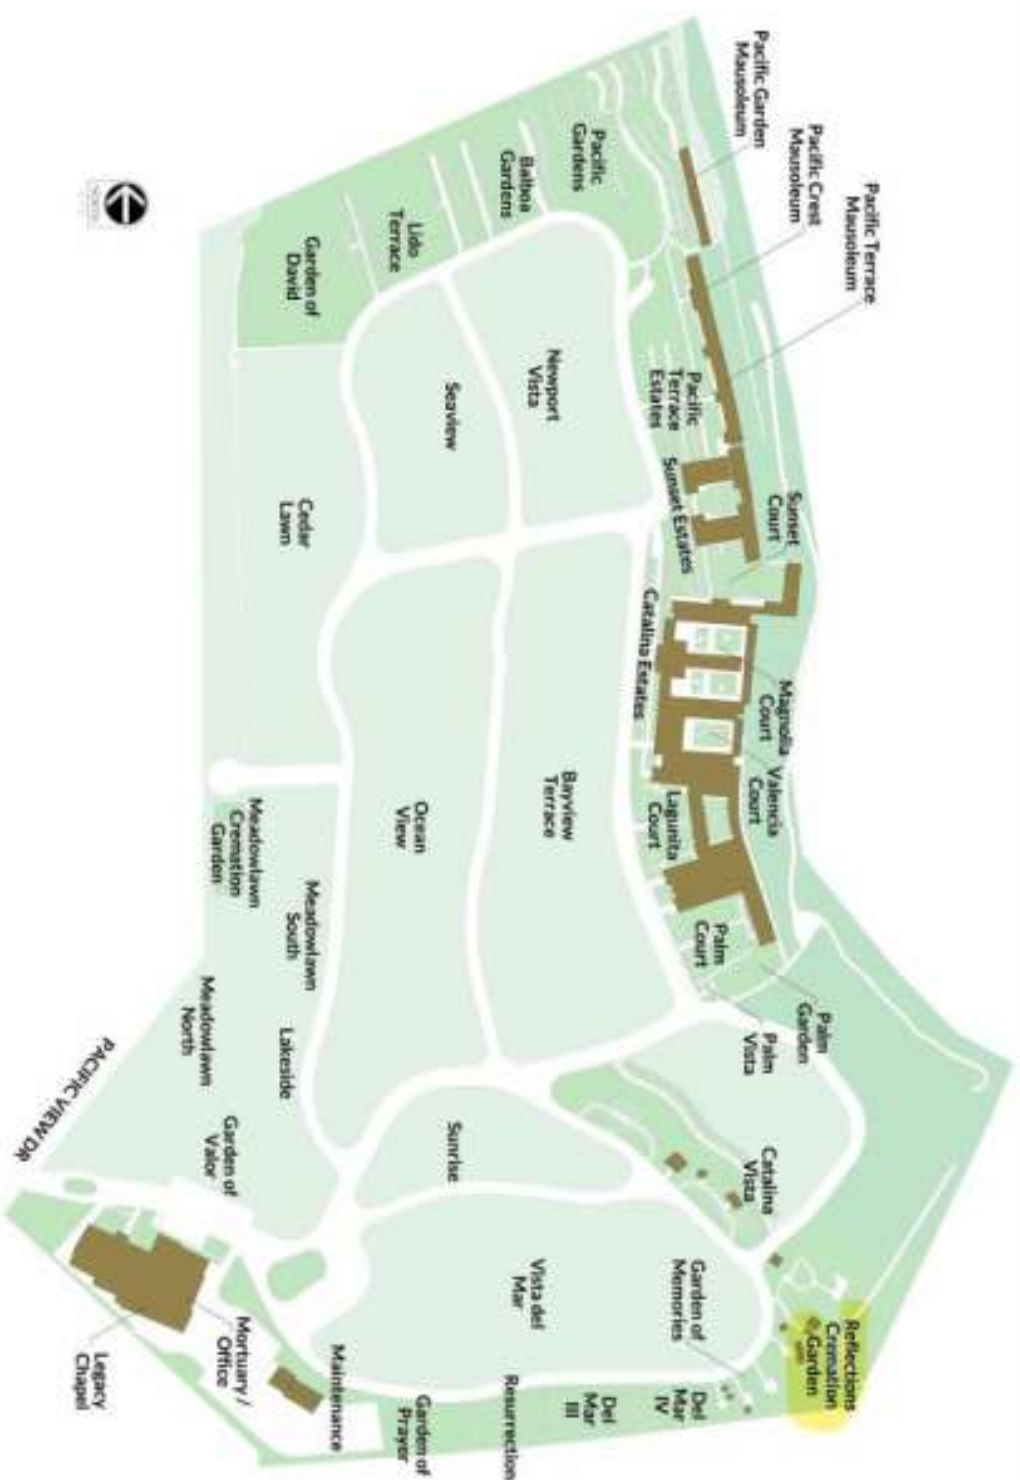 Pacific Garden
Mausoleum
Pacific Crest
Mausoleum
Pacific Terrace
Mausoleum
Pacific
Gardens
Balboa
Gardens
Lido
Terrace
Garden of
David
NORTH
Newport
Vista
Seaview
Pacific
Terrace
Estates
Sunset Estates
Sunset
Court
Cedar
Lawn
Catalina Estates
Magnolia
Court
Valencia
Court
Lagunita
Court
Bayview
Terrace
Ocean
View
Palm
Court
Palm
Garden
Palm
Vista
Meadowlawn
Cremation
Garden
Meadowlawn
South
Meadowlawn
North
Lakeside
Garden of
Valor
PACIFIC VIEW DR
Sunrise
Catalina
Vista
Vista del
Mar
Garden of
Memories
Reflections
Cremation
Garden
Mortuary /
Office
Legacy
Chapel
Maintenance
Garden of
Prayer
Resurrection
Del
Mar
III
Del
Mar
IV